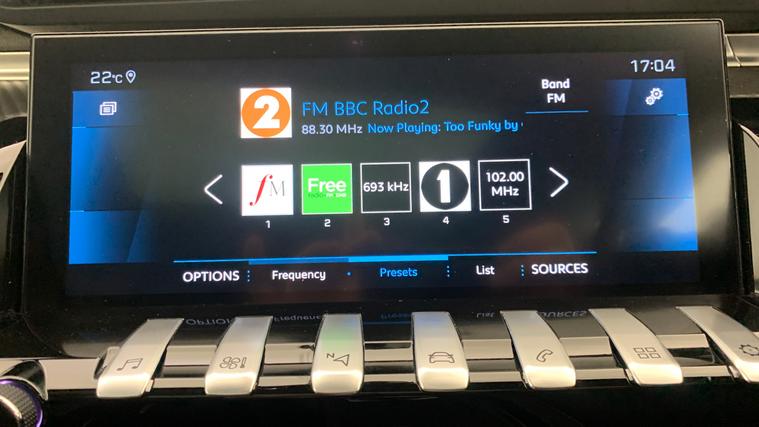 22°C
17:04
Band
FM
2
FM BBC Radio2
88.30 MHz Now Playing: Too Funky by
fM
Free
693 kHz
1
102.00
MHz
1
2
3
4
5
OPTIONS
Frequency
Presets
List
SOURCES
N